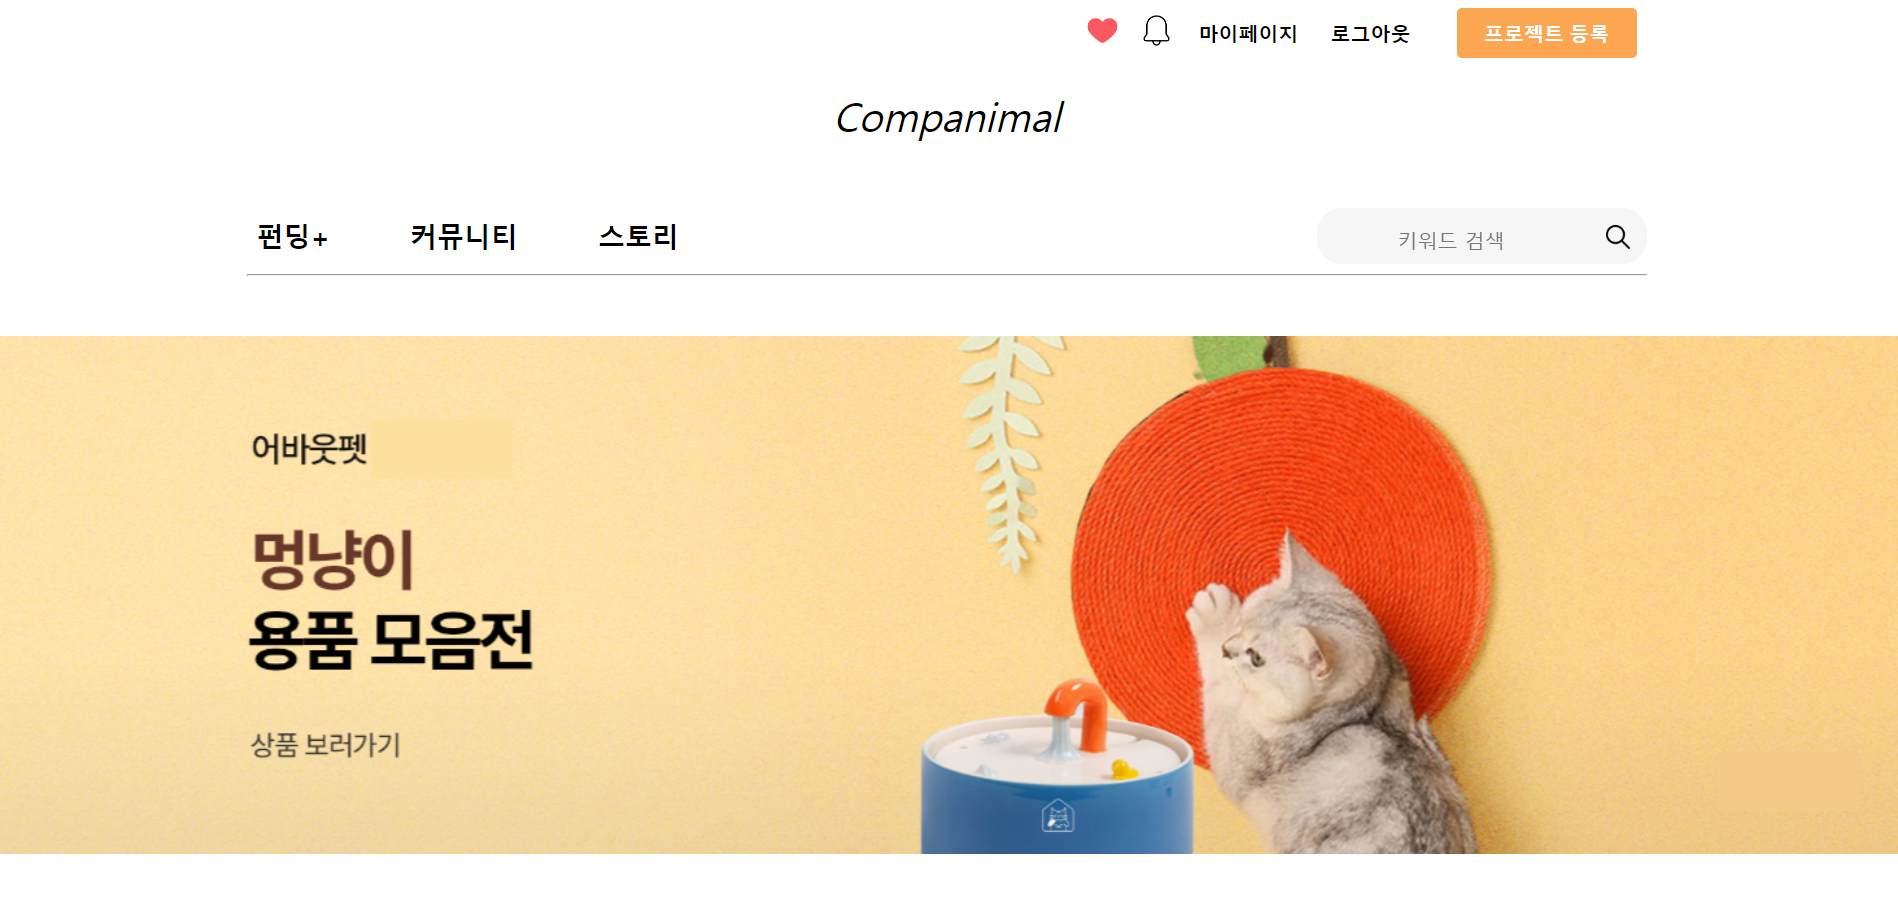 마이페이지 로그아웃 프로젝트 등록
Companimal
펀딩+ 커뮤니티 스토리 키워드 검색
어바웃펫
멍냥이
용품 모음전
상품 보러가기